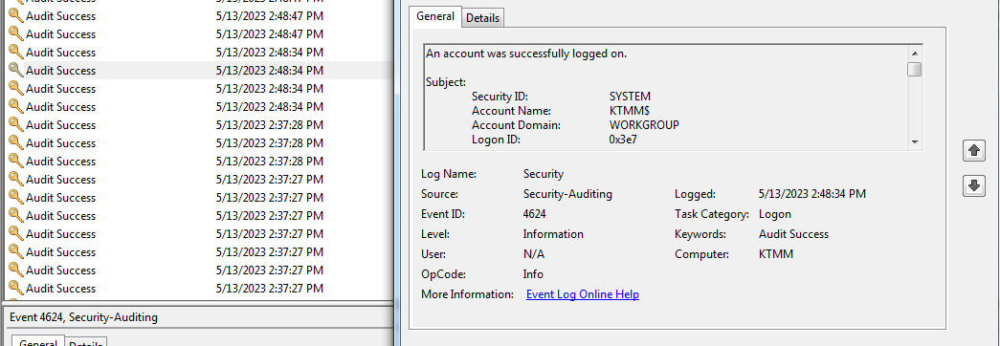 Audit Success 5/13/2023 2:48:47 PM
Audit Success 5/13/2023 2:48:47 PM
Audit Success 5/13/2023 2:48:34 PM
Audit Success 5/13/2023 2:48:34 PM
Audit Success 5/13/2023 2:48:34 PM
Audit Success 5/13/2023 2:48:34 PM
Audit Success 5/13/2023 2:37:28 PM
Audit Success 5/13/2023 2:37:28 PM
Audit Success 5/13/2023 2:37:28 PM
Audit Success 5/13/2023 2:37:27 PM
Audit Success 5/13/2023 2:37:27 PM
Audit Success 5/13/2023 2:37:27 PM
Audit Success 5/13/2023 2:37:27 PM
Audit Success 5/13/2023 2:37:27 PM
Audit Success 5/13/2023 2:37:27 PM
Audit Success 5/13/2023 2:37:27 PM
Event 4624, Security-Auditing
General Details
General Details
An account was successfully logged on.
Subject:
Security ID: SYSTEM
Account Name: KTMM$
Account Domain: WORKGROUP
Logon ID: 0x3e7
Log Name: Security
Source: Security-Auditing Logged: 5/13/2023 2:48:34 PM
Event ID: 4624 Task Category: Logon
Level: Information Keywords: Audit Success
User: N/A Computer: KTMM
OpCode: Info
More Information: Event Log Online Help